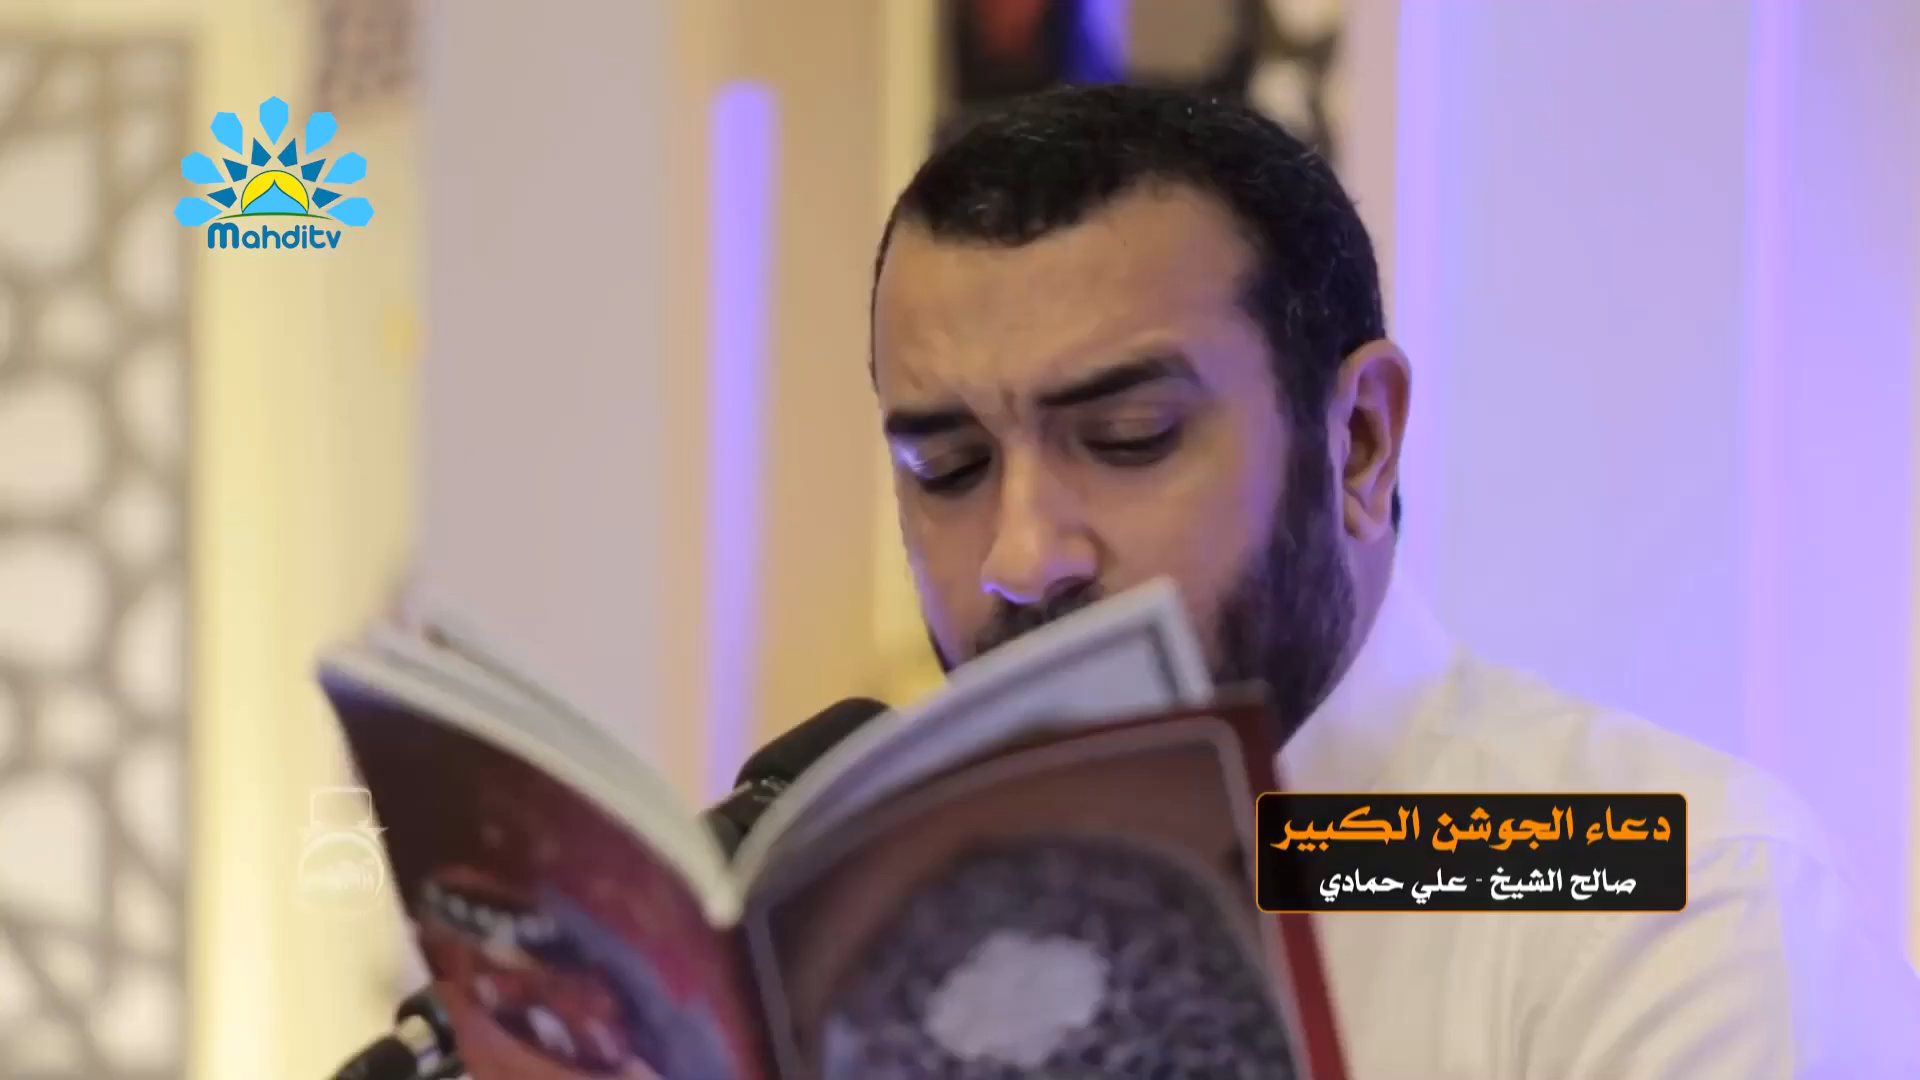 Mahditv
دعاء الجوشن الكبير
صالح الشيخ - علي حمادي